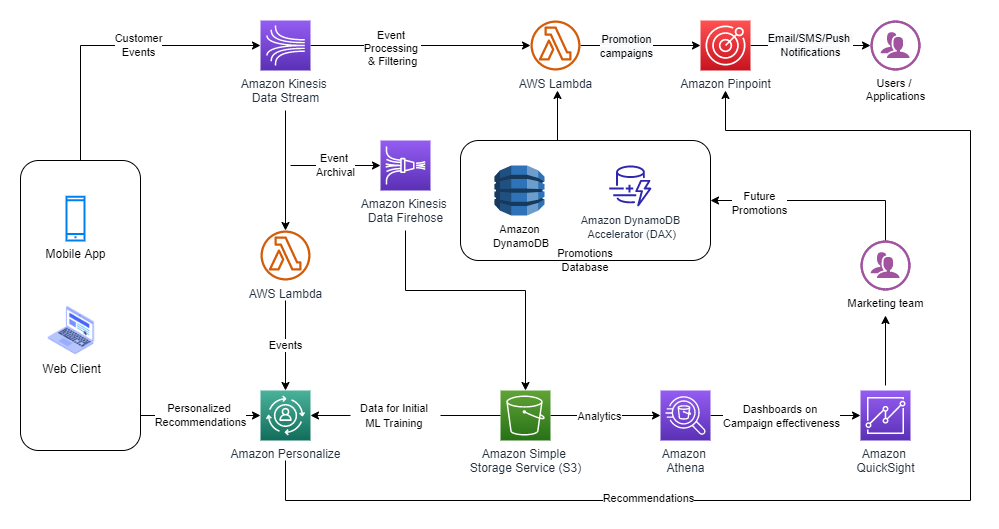 Customer
Events
Event
Processing
& Filtering
Promotion
campaigns
Email/SMS/Push
Notifications
Amazon Kinesis
Data Stream
AWS Lambda
Amazon Pinpoint
Users /
Applications
Event
Archival
Amazon Kinesis
Data Firehose
Amazon
DynamoDB
Amazon DynamoDB
Accelerator (DAX)
Promotions
Database
Future
Promotions
Mobile App
AWS Lambda
Marketing team
Web Client
Events
Personalized
Recommendations
Data for Initial
ML Training
Analytics
Dashboards on
Campaign effectiveness
Amazon Personalize
Amazon Simple
Storage Service (S3)
Amazon
Athena
Amazon
QuickSight
Recommendations